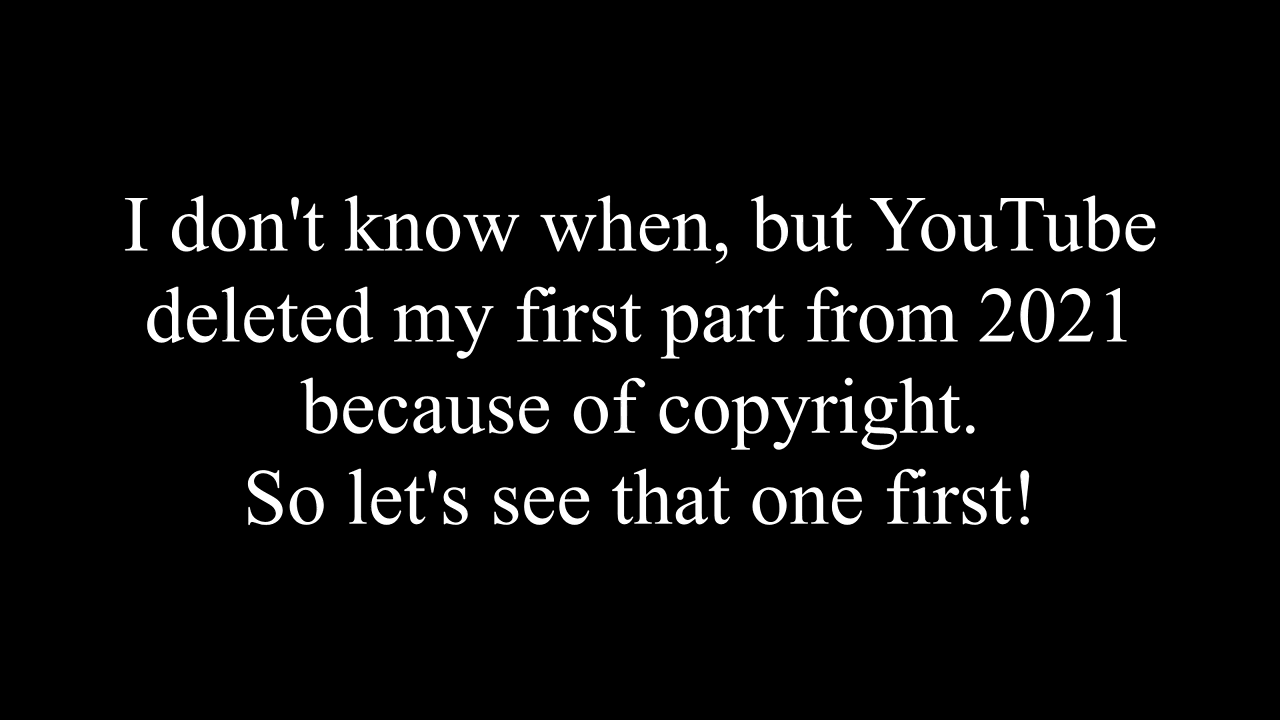 I don't know when, but YouTube
deleted my first part from 2021
because of copyright.
So let's see that one first!